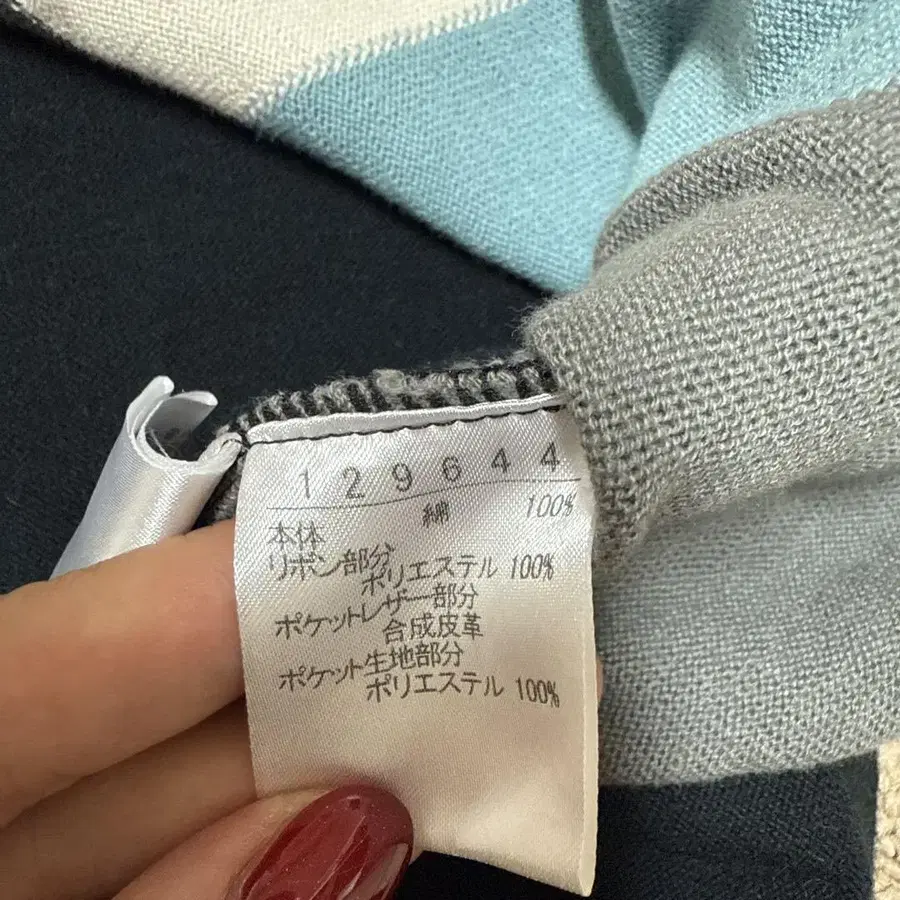 129644
本体 綿 100%
リボン部分
ポリエステル 100%
ポケットレザー部分
合成皮革
ポケット生地部分
ポリエステル 100%